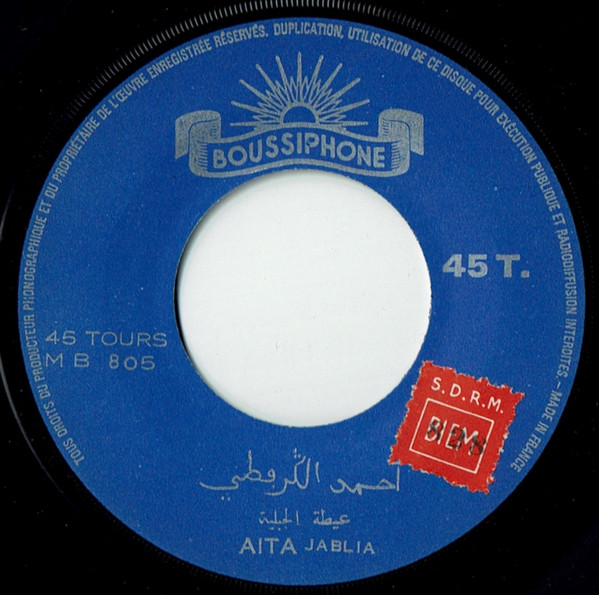 TOUS DROITS DU PRODUCTEUR PHONOGRAPHIQUE ET DU PROPRIÉTAIRE DE L'ŒUVRE ENREGISTRÉE RÉSERVÉS. DUPLICATION, UTILISATION DE CE DISQUE POUR EXÉCUTION PUBLIQUE ET RADIODIFFUSION INTERDITES. - MADE IN FRANCE
BOUSSIPHONE
45 T.
45 TOURS
MB 805
S.D.R.M.
BIEM
احمد الكرفطي
عيطة الجبلية
AITA JABLIA